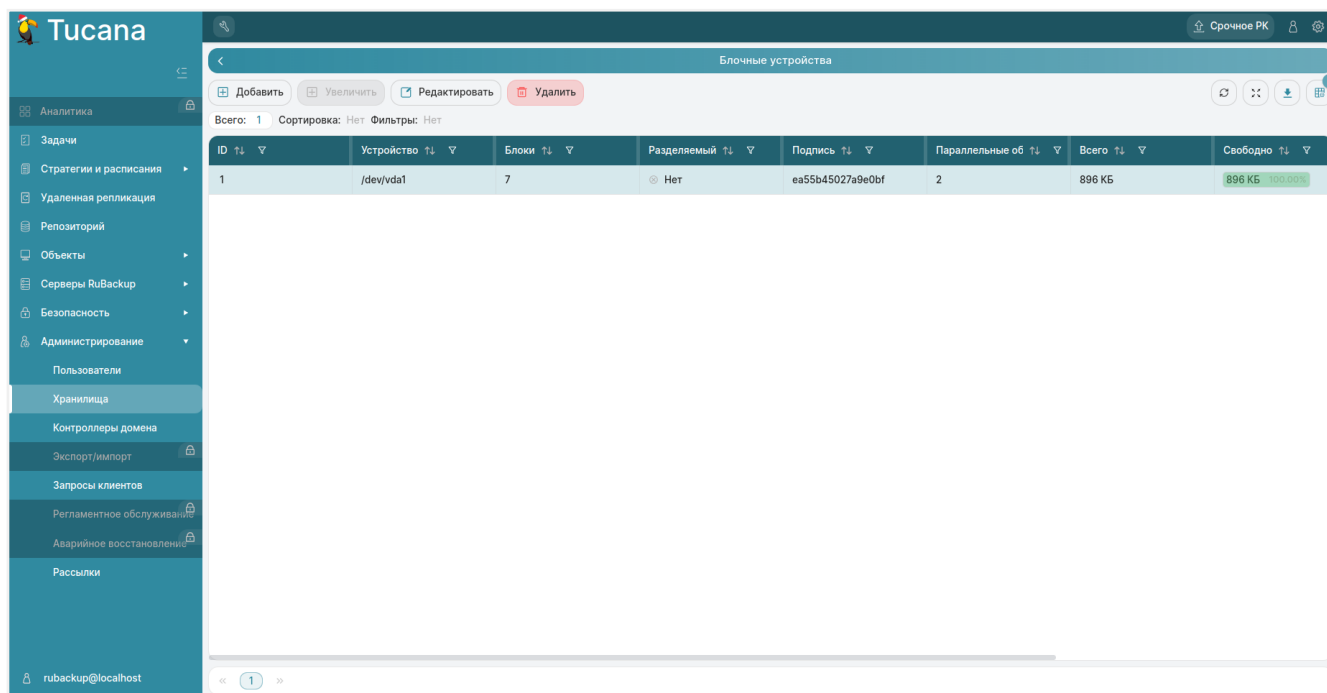 Tucana
Срочное РК
Блочные устройства
Добавить Увеличить Редактировать Удалить
Всего: 1 Сортировка: Нет Фильтры: Нет
ID Устройство Блоки Разделяемый Подпись Параллельные об Всего Свободно
1 /dev/vda1 7 Нет ea55b45027a9e0bf 2 896 КБ 896 КБ 100.00%
Аналитика
Задачи
Стратегии и расписания
Удаленная репликация
Репозиторий
Объекты
Серверы RuBackup
Безопасность
Администрирование
Пользователи
Хранилища
Контроллеры домена
Экспорт/импорт
Запросы клиентов
Регламентное обслуживание
Аварийное восстановление
Рассылки
rubackup@localhost
« 1 »